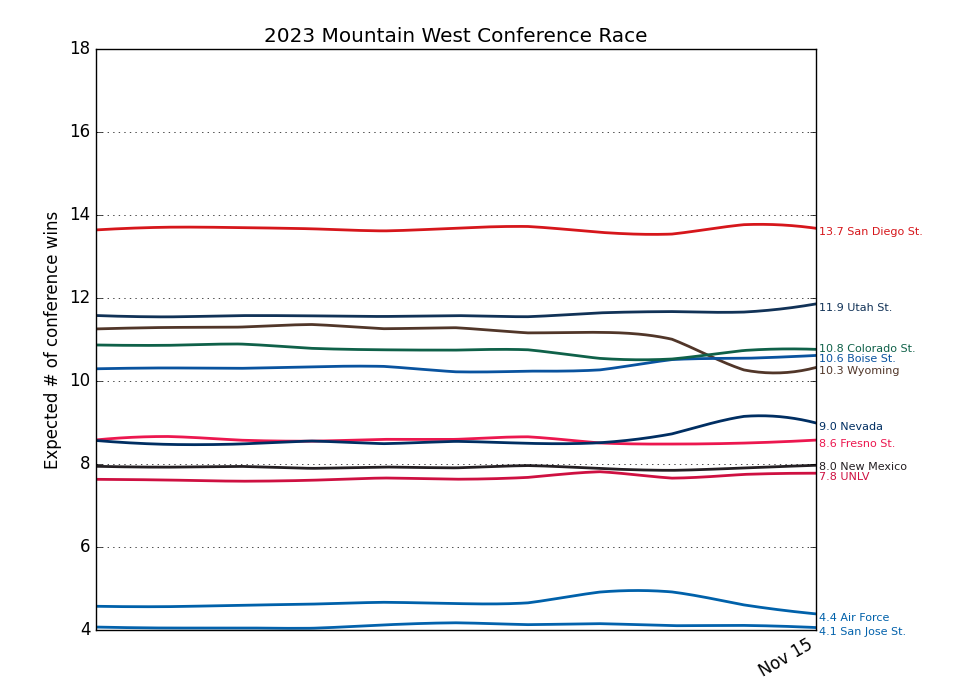 2023 Mountain West Conference Race
Expected # of conference wins
18
16
14
12
10
8
6
4
13.7 San Diego St.
11.9 Utah St.
10.8 Colorado St.
10.6 Boise St.
10.3 Wyoming
9.0 Nevada
8.6 Fresno St.
8.0 New Mexico
7.8 UNLV
4.4 Air Force
4.1 San Jose St.
Nov 15